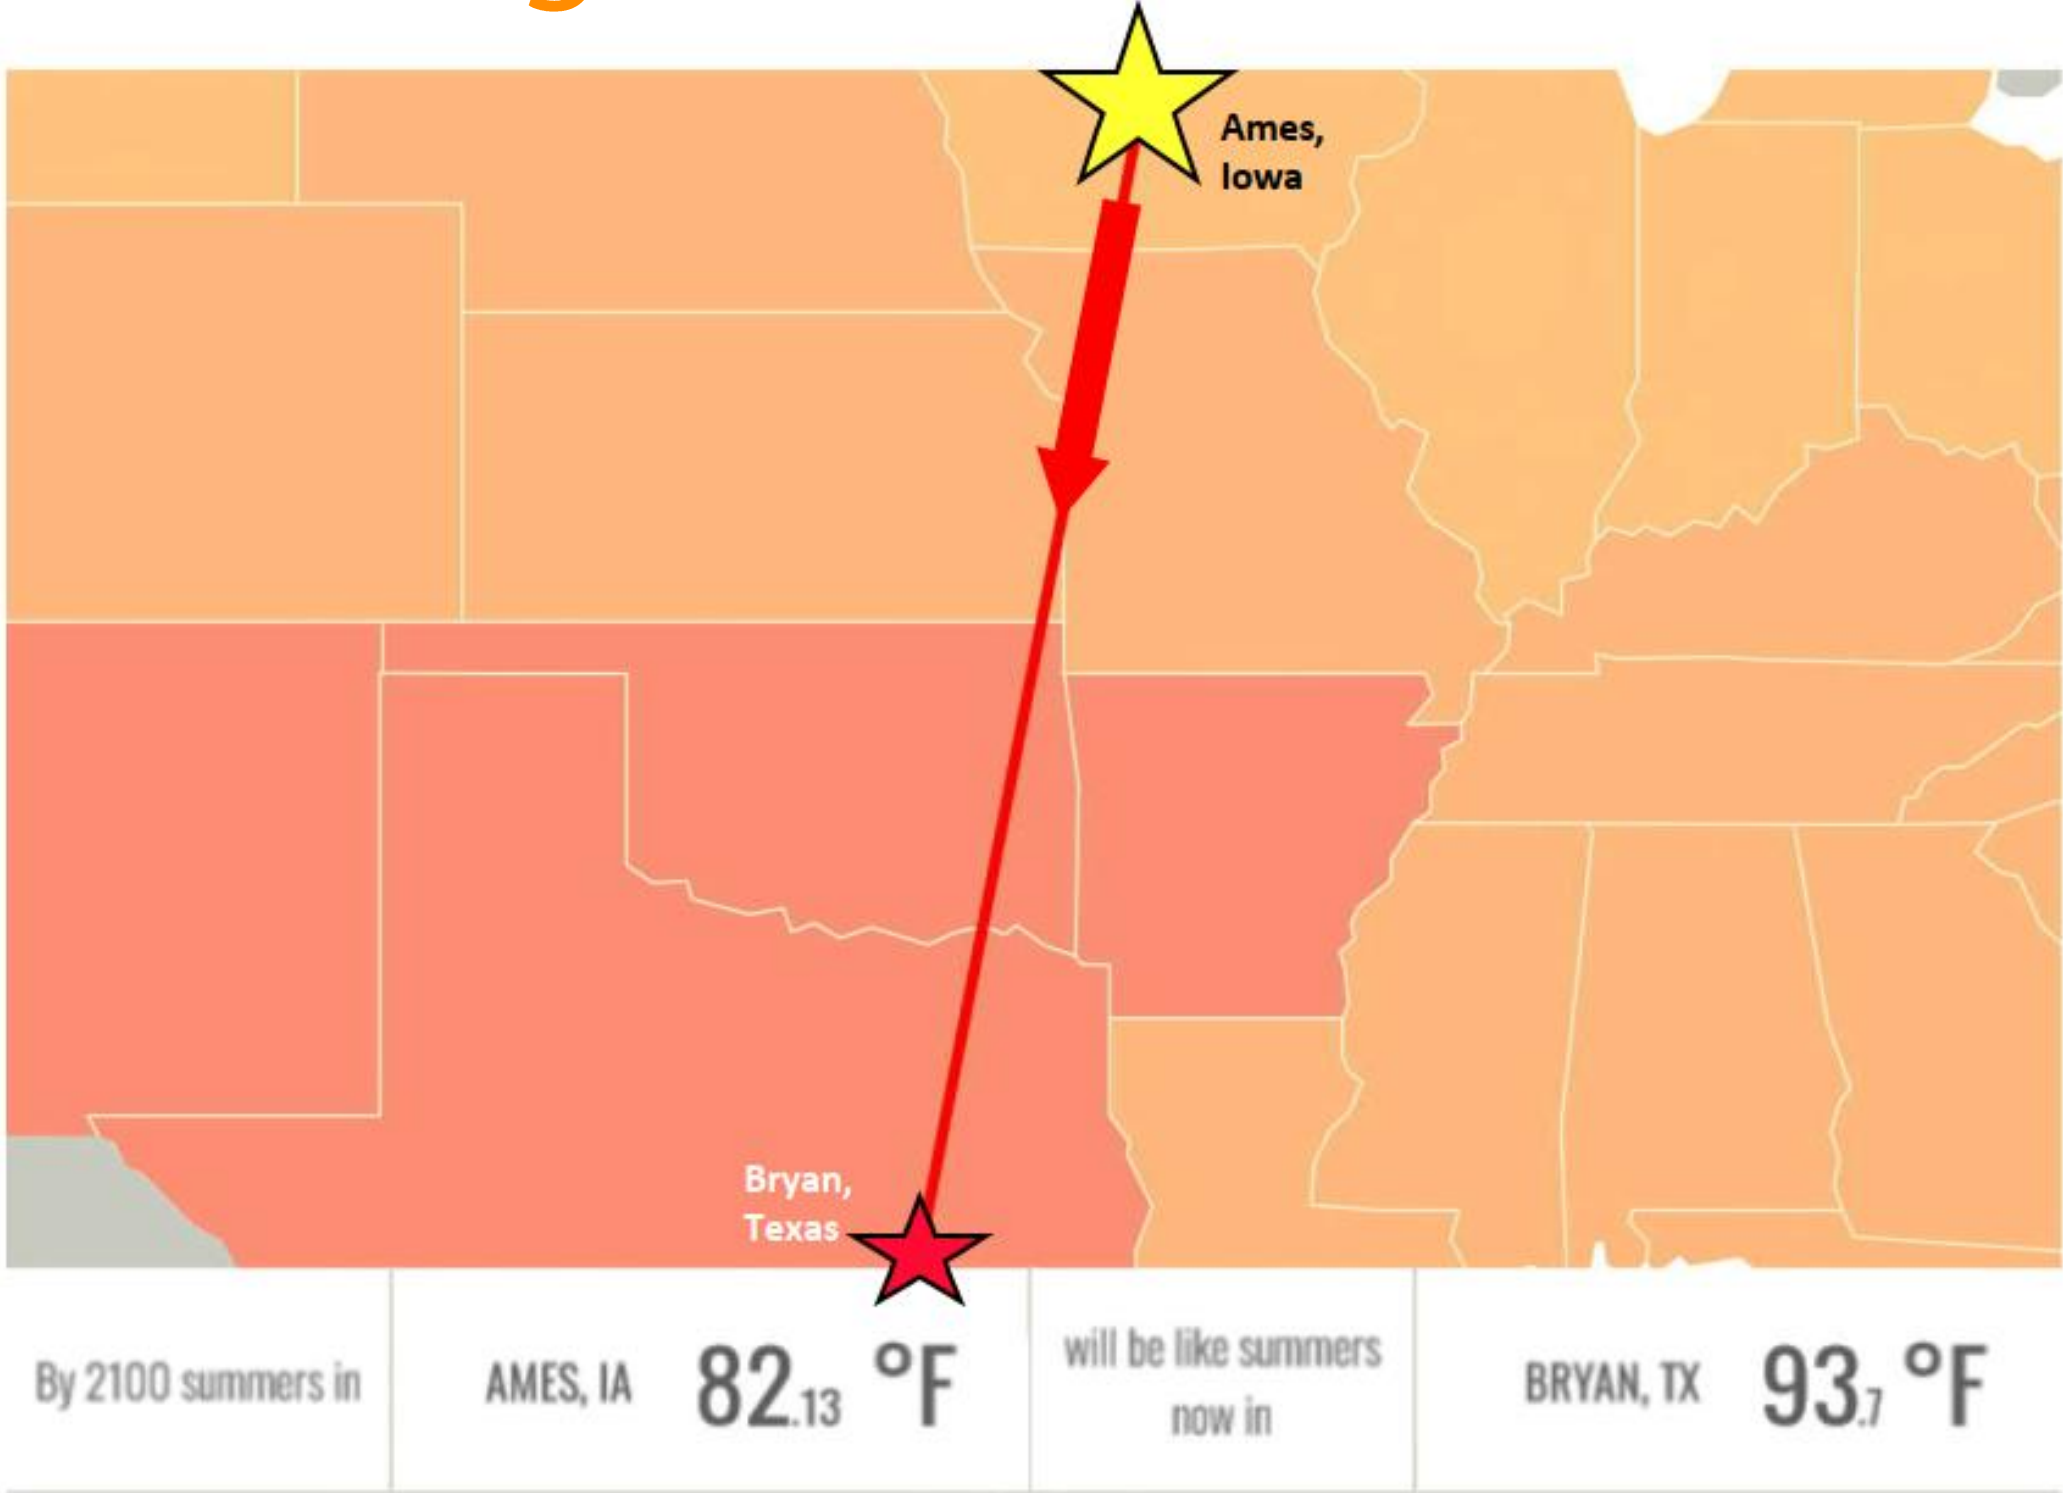 Ames,
Iowa
Bryan,
Texas
By 2100 summers in
AMES, IA
82.13 °F
will be like summers
now in
BRYAN, TX
93.7 °F